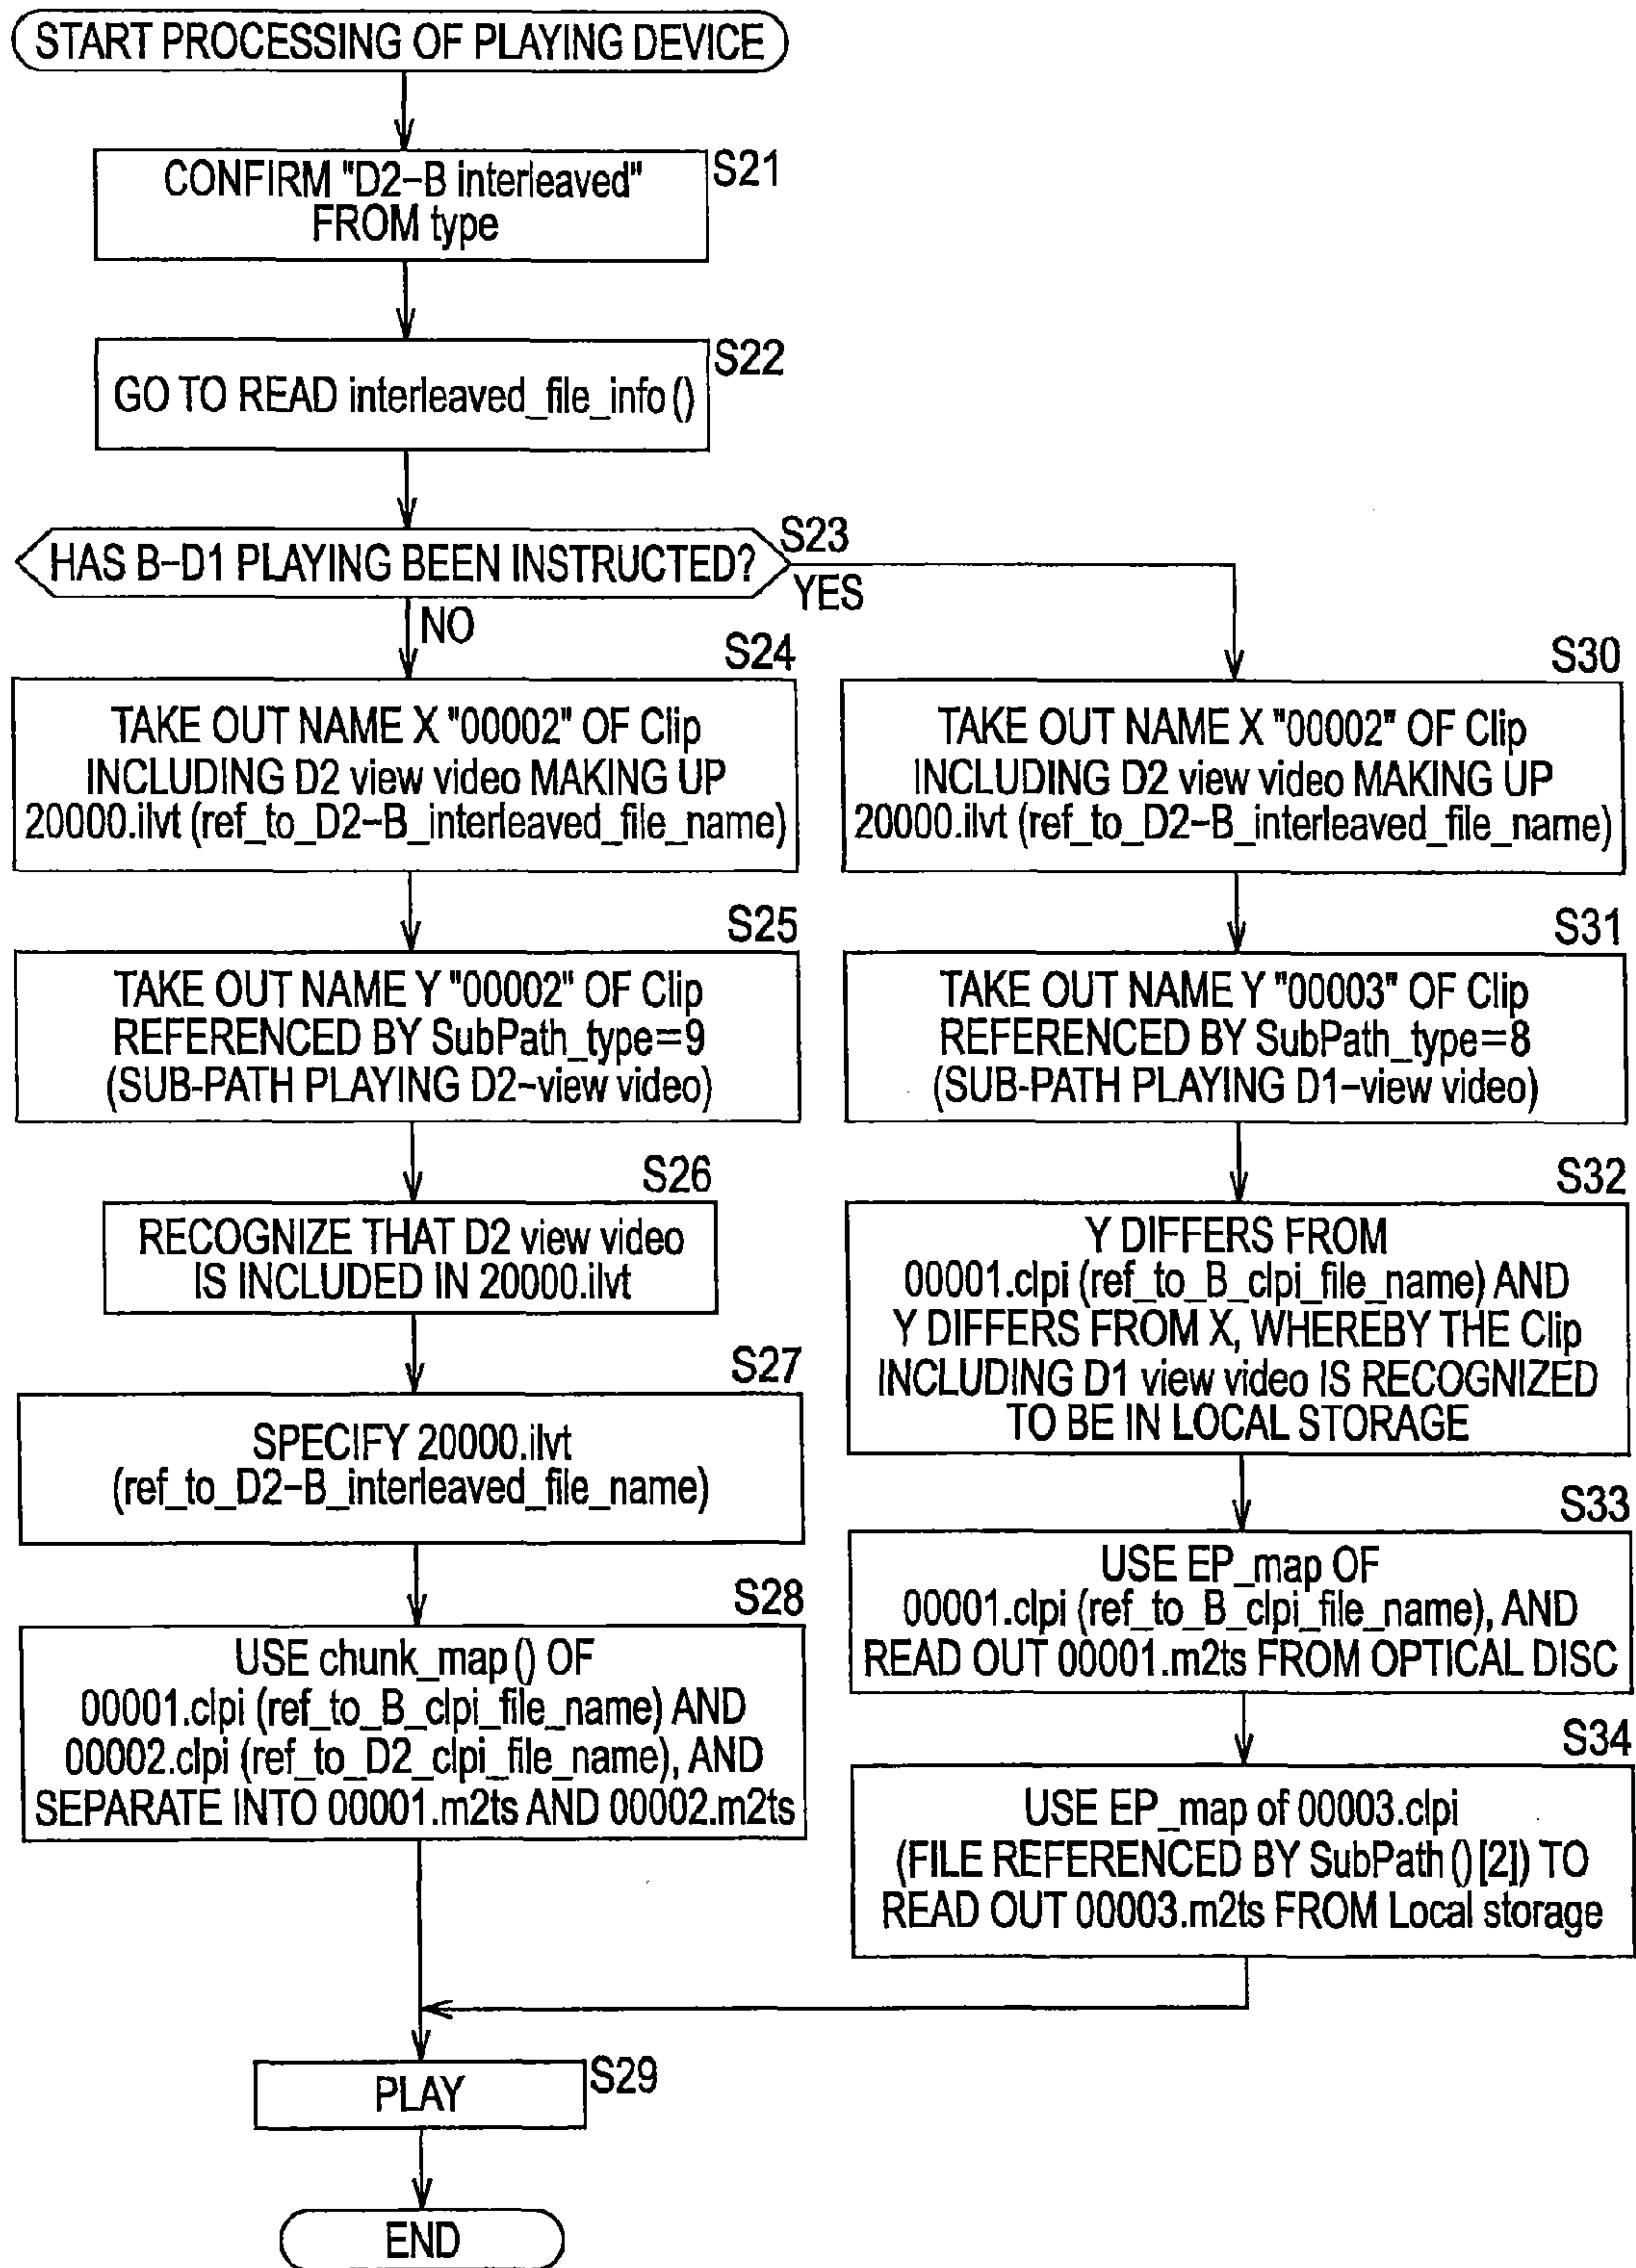 START PROCESSING OF PLAYING DEVICE
S21
CONFIRM "D2-B interleaved"
FROM type
S22
GO TO READ interleaved_file_info ()
S23
HAS B-D1 PLAYING BEEN INSTRUCTED?
YES
NO
S24
TAKE OUT NAME X "00002" OF Clip
INCLUDING D2 view video MAKING UP
20000.ilvt (ref_to_D2-B_interleaved_file_name)
S25
TAKE OUT NAME Y "00002" OF Clip
REFERENCED BY SubPath_type=9
(SUB-PATH PLAYING D2-view video)
S26
RECOGNIZE THAT D2 view video
IS INCLUDED IN 20000.ilvt
S27
SPECIFY 20000.ilvt
(ref_to_D2-B_interleaved_file_name)
S28
USE chunk_map () OF
00001.clpi (ref_to_B_clpi_file_name) AND
00002.clpi (ref_to_D2_clpi_file_name), AND
SEPARATE INTO 00001.m2ts AND 00002.m2ts
S30
TAKE OUT NAME X "00002" OF Clip
INCLUDING D2 view video MAKING UP
20000.ilvt (ref_to_D2-B_interleaved_file_name)
S31
TAKE OUT NAME Y "00003" OF Clip
REFERENCED BY SubPath_type=8
(SUB-PATH PLAYING D1-view video)
S32
Y DIFFERS FROM
00001.clpi (ref_to_B_clpi_file_name) AND
Y DIFFERS FROM X, WHEREBY THE Clip
INCLUDING D1 view video IS RECOGNIZED
TO BE IN LOCAL STORAGE
S33
USE EP_map OF
00001.clpi (ref_to_B_clpi_file_name), AND
READ OUT 00001.m2ts FROM OPTICAL DISC
S34
USE EP_map of 00003.clpi
(FILE REFERENCED BY SubPath () [2]) TO
READ OUT 00003.m2ts FROM Local storage
S29
PLAY
END